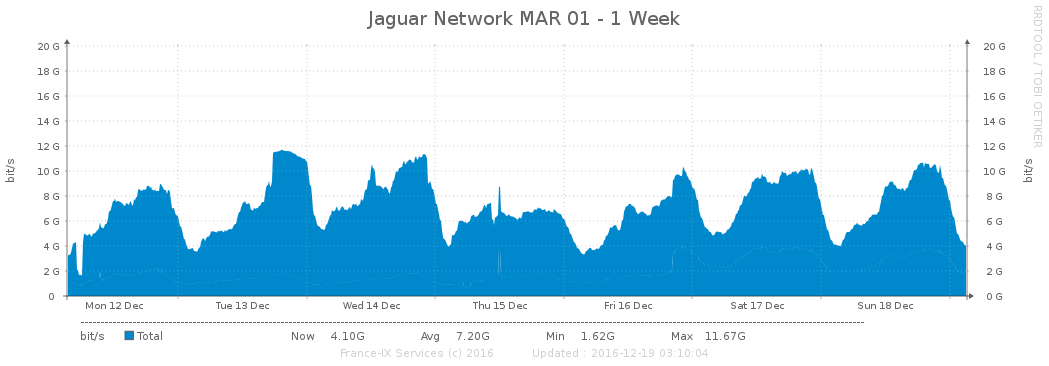 Jaguar Network MAR 01 - 1 Week
RRDTOOL / TOBI OETIKER
bit/s
20 G 20 G
18 G 18 G
16 G 16 G
14 G 14 G
12 G 12 G
10 G 10 G
8 G 8 G
6 G 6 G
4 G 4 G
2 G 2 G
0 0 G
bit/s
Mon 12 Dec Tue 13 Dec Wed 14 Dec Thu 15 Dec Fri 16 Dec Sat 17 Dec Sun 18 Dec
bit/s Total Now 4.10G Avg 7.20G Min 1.62G Max 11.67G
France-IX Services (c) 2016 Updated : 2016-12-19 03:10:04